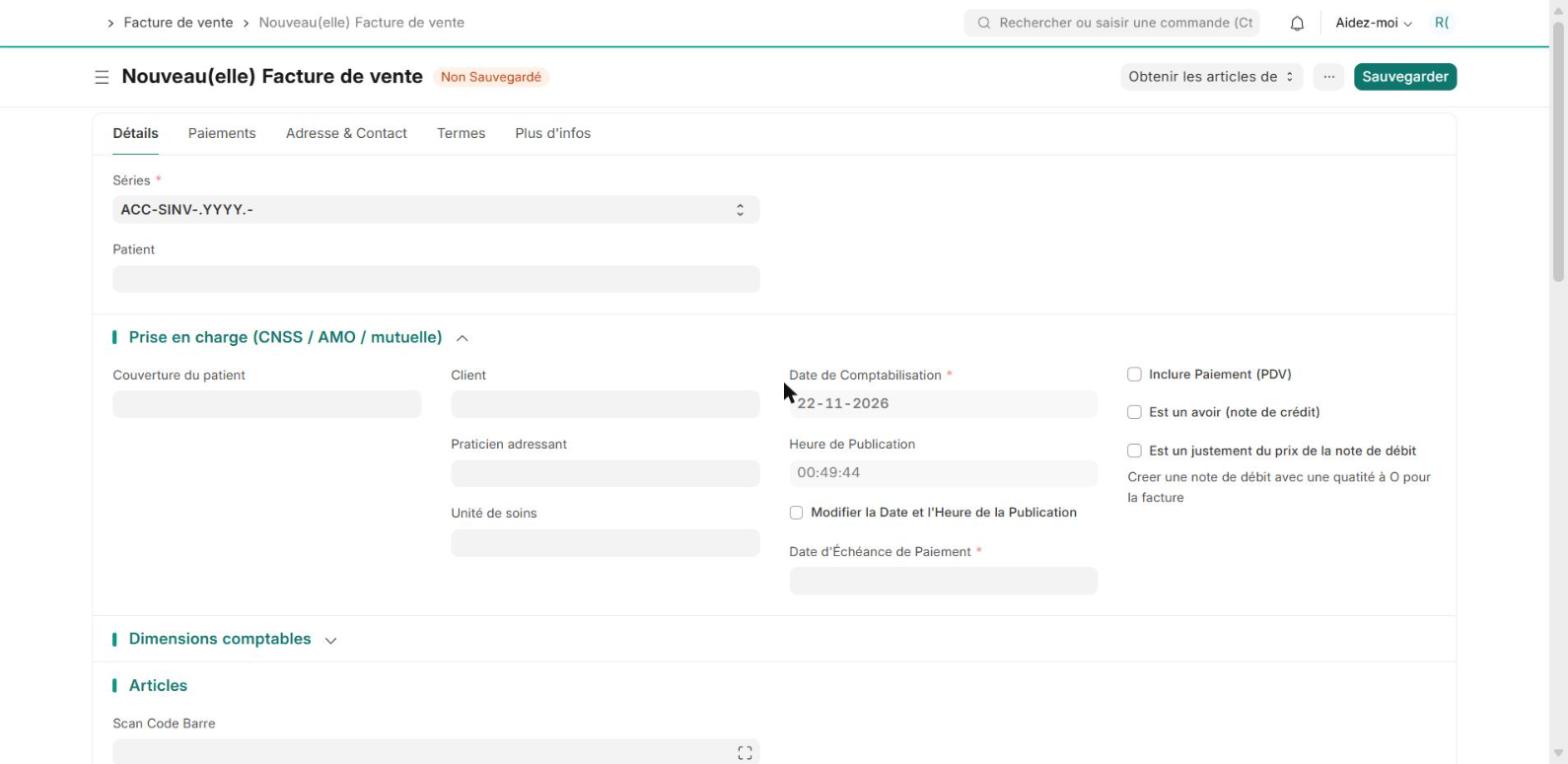 Facture de vente
Nouveau(elle) Facture de vente
Rechercher ou saisir une commande (Ct
Aidez-moi
R(
Nouveau(elle) Facture de vente
Non Sauvegardé
Obtenir les articles de
...
Sauvegarder
Détails
Paiements
Adresse & Contact
Termes
Plus d'infos
Séries *
ACC-SINV-.YYYY.-
Patient
Prise en charge (CNSS / AMO / mutuelle)
Couverture du patient
Client
Praticien adressant
Unité de soins
Date de Comptabilisation *
22-11-2026
Heure de Publication
00:49:44
Modifier la Date et l'Heure de la Publication
Date d'Échéance de Paiement *
Inclure Paiement (PDV)
Est un avoir (note de crédit)
Est un justement du prix de la note de débit
Creer une note de débit avec une quatité à O pour
la facture
Dimensions comptables
Articles
Scan Code Barre